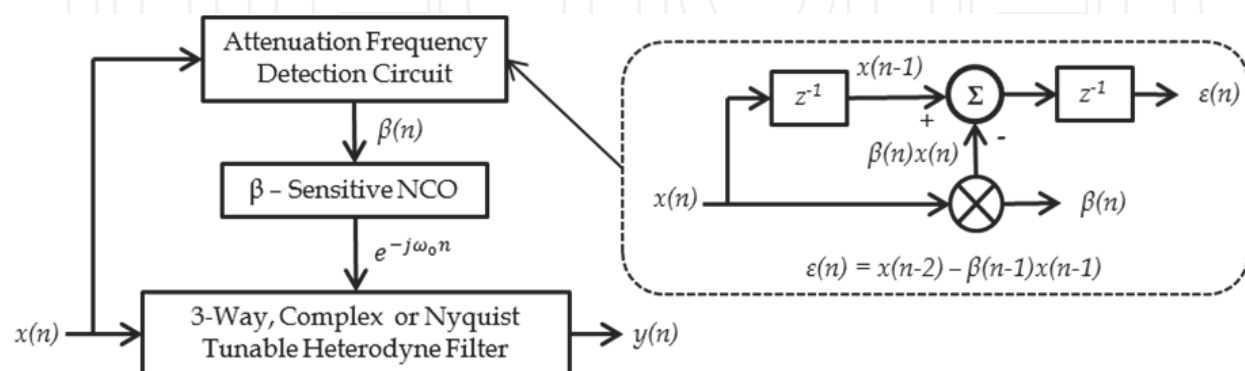 Attenuation Frequency
Detection Circuit
β(n)
β – Sensitive NCO
e^{-jω₀n}
x(n)
3-Way, Complex or Nyquist
Tunable Heterodyne Filter
y(n)
x(n-1)
z⁻¹
Σ
z⁻¹
ε(n)
+
-
β(n)x(n)
x(n)
β(n)
ε(n) = x(n-2) – β(n-1)x(n-1)